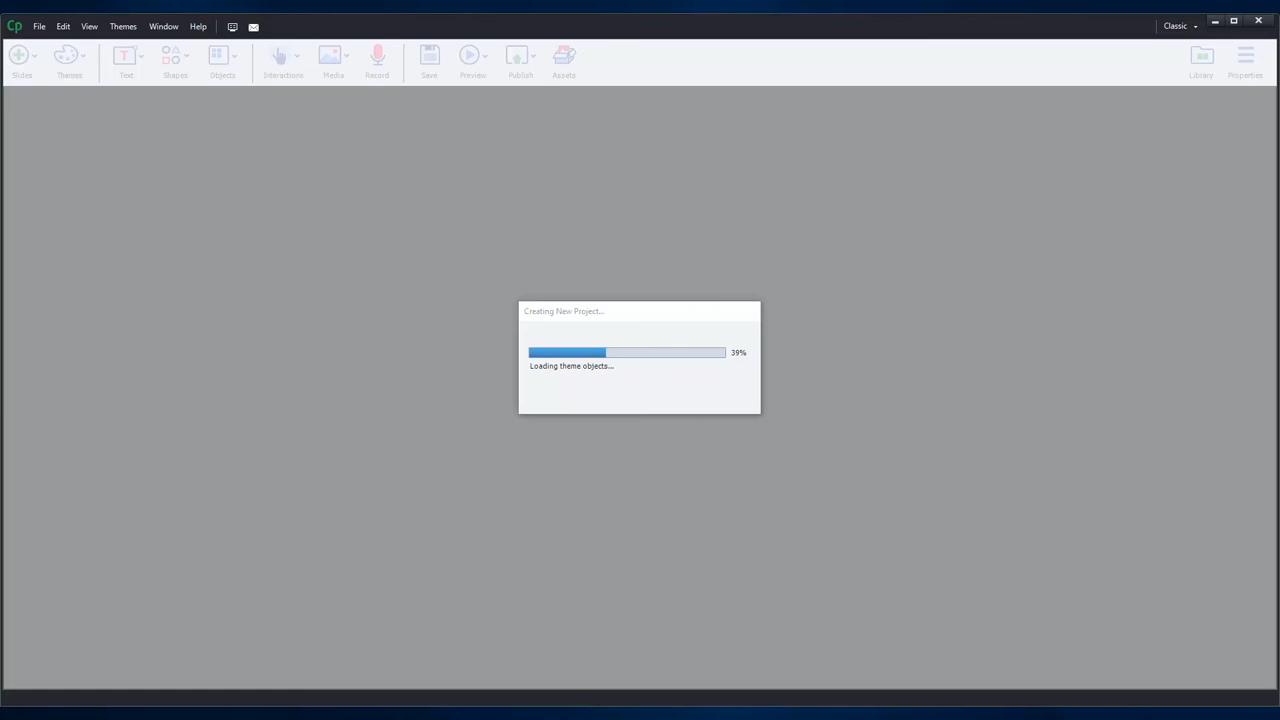 Cp File Edit View Themes Window Help Classic
Slides Themes Text Shapes Objects Interactions Media Record Save Preview Publish Assets Library Properties
Creating New Project...
39%
Loading theme objects...